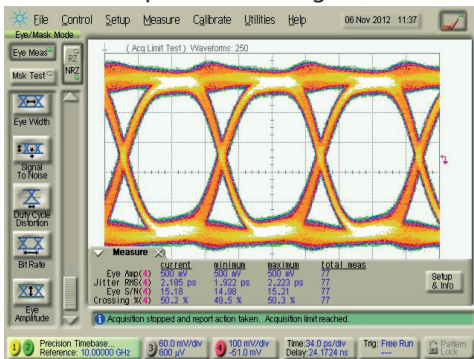 File Control Setup Measure Calibrate Utilities Help 06 Nov 2012 11:37
Eye/Mask Mode
Eye Meas
RZ
NRZ
Msk Test
( Acq Limit Test ) Waveforms: 250
Eye Width
Signal To Noise
Duty Cycle Distortion
Bit Rate
Eye Amplitude
Measure
current minimum maximum total meas
Eye Amp(4) 500 mV 500 mV 500 mV 77
Jitter RMS(4) 2.185 ps 1.922 ps 2.223 ps 77
Eye S/N(4) 15.18 14.98 15.21 77
Crossing %(4) 50.2 % 49.5 % 50.3 % 77
Setup & Info
Acquisition stopped and report action taken. Acquisition limit reached.
1 2 Precision Timebase... Reference: 10.00000 GHz
3 60.0 mV/div 600 µV
4 100 mV/div -51.0 mV
Time:34.0 ps/div Delay:24.1724 ns
Trig: Free Run
Pattern Lock